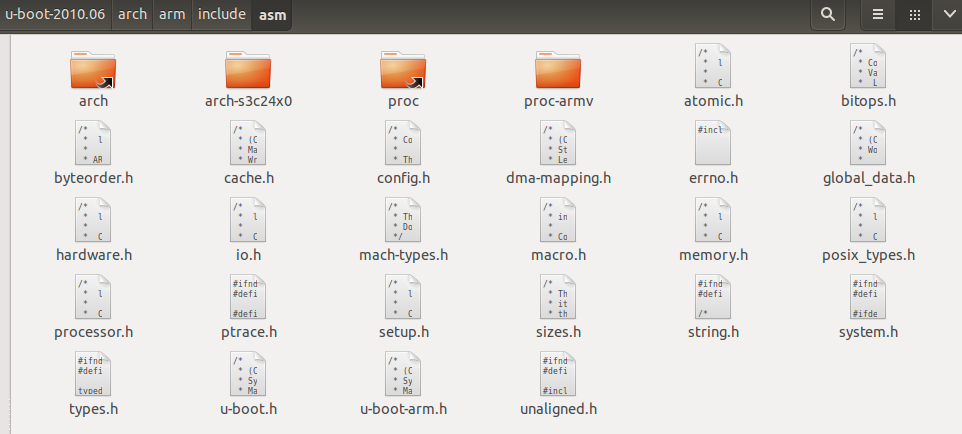 u-boot-2010.06 arch arm include asm
arch arch-s3c24x0 proc proc-armv atomic.h bitops.h
byteorder.h cache.h config.h dma-mapping.h errno.h global_data.h
hardware.h io.h mach-types.h macro.h memory.h posix_types.h
processor.h ptrace.h setup.h sizes.h string.h system.h
types.h u-boot.h u-boot-arm.h unaligned.h